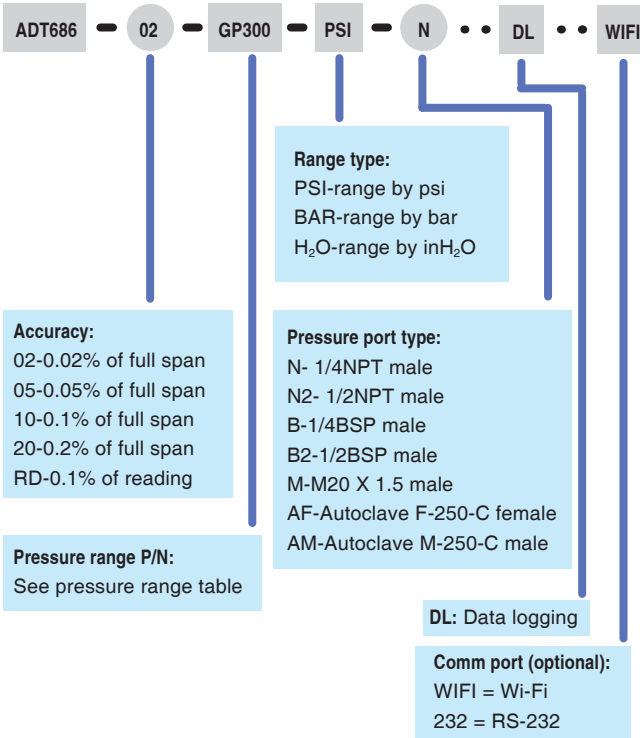 ADT686 - 02 - GP300 - PSI - N · · DL · · WIFI
Range type:
PSI-range by psi
BAR-range by bar
H₂O-range by inH₂O
Accuracy:
02-0.02% of full span
05-0.05% of full span
10-0.1% of full span
20-0.2% of full span
RD-0.1% of reading
Pressure port type:
N- 1/4NPT male
N2- 1/2NPT male
B-1/4BSP male
B2-1/2BSP male
M-M20 X 1.5 male
AF-Autoclave F-250-C female
AM-Autoclave M-250-C male
Pressure range P/N:
See pressure range table
DL: Data logging
Comm port (optional):
WIFI = Wi-Fi
232 = RS-232